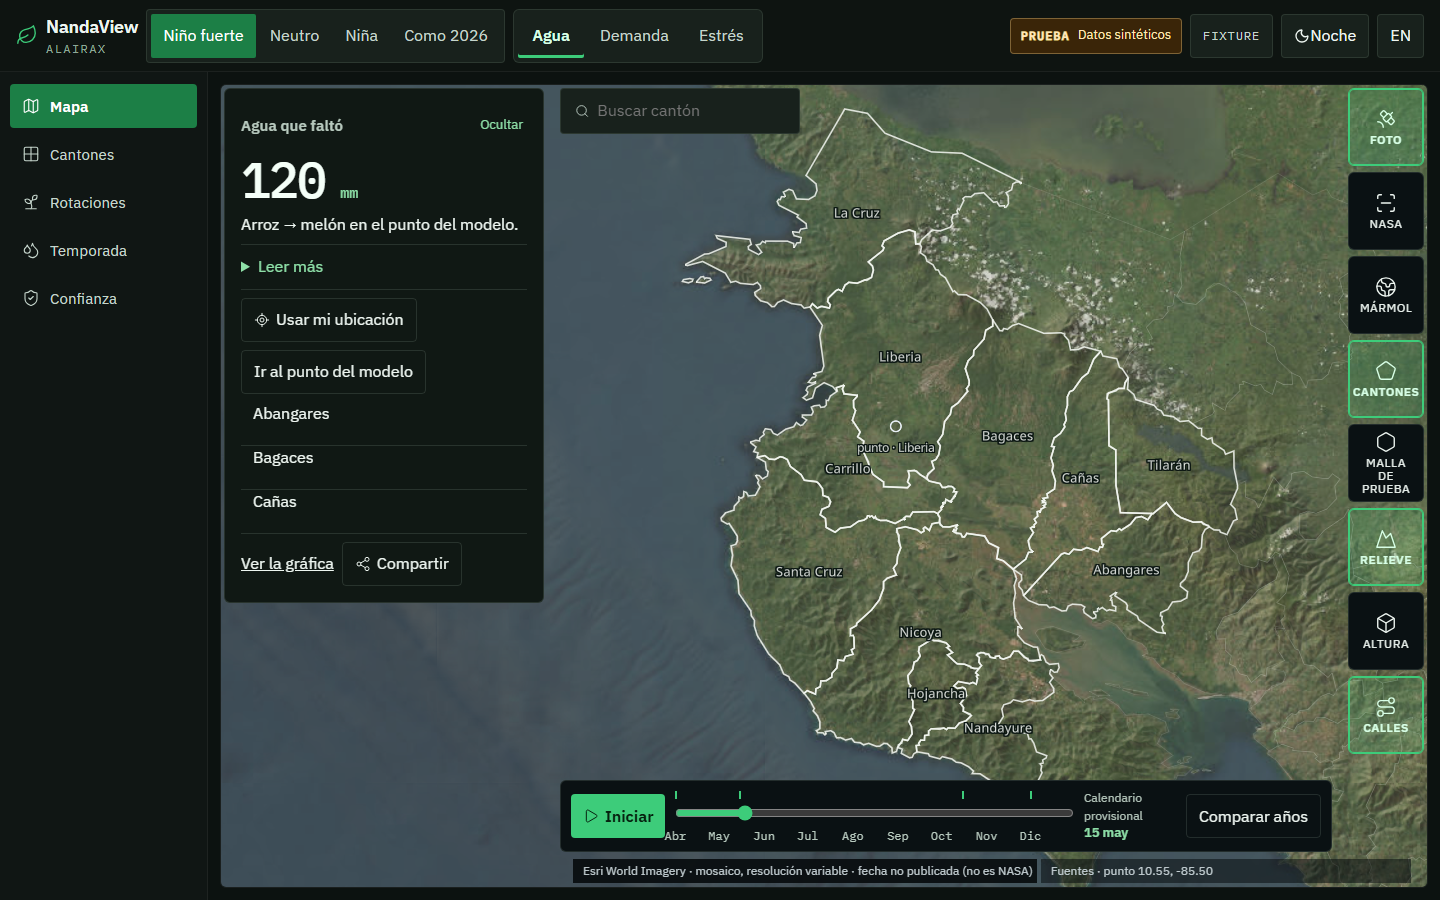 NandaView
ALAIRAX
Niño fuerte
Neutro
Niña
Como 2026
Agua
Demanda
Estrés
PRUEBA Datos sintéticos
FIXTURE
Noche
EN
Mapa
Cantones
Rotaciones
Temporada
Confianza
Agua que faltó
Ocultar
120 mm
Arroz → melón en el punto del modelo.
Leer más
Usar mi ubicación
Ir al punto del modelo
Abangares
Bagaces
Cañas
Ver la gráfica
Compartir
Buscar cantón
La Cruz
Liberia
punto · Liberia
Bagaces
Carrillo
Cañas
Tilarán
Santa Cruz
Abangares
Nicoya
Hojancha
Nandayure
FOTO
NASA
MÁRMOL
CANTONES
MALLA
DE
PRUEBA
RELIEVE
ALTURA
CALLES
Iniciar
Abr May Jun Jul Ago Sep Oct Nov Dic
Calendario
provisional
15 may
Comparar años
Esri World Imagery · mosaico, resolución variable · fecha no publicada (no es NASA)
Fuentes · punto 10.55, -85.50